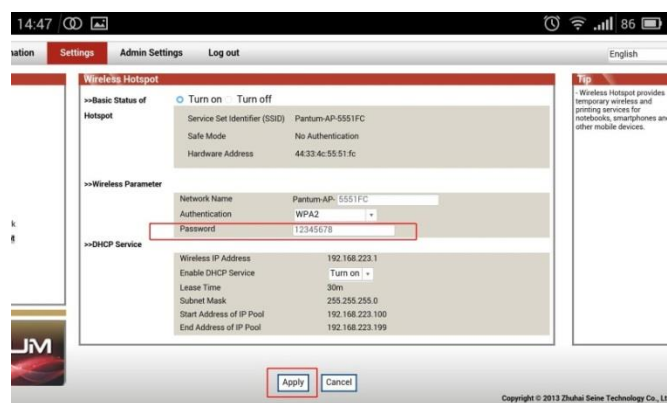 14:47
86
ation Settings Admin Settings Log out
English
Wireless Hotspot
>>Basic Status of Hotspot
Turn on Turn off
Service Set Identifier (SSID) Pantum-AP-5551FC
Safe Mode No Authentication
Hardware Address 44:33:4c:55:51:fc
>>Wireless Parameter
Network Name Pantum-AP- 5551FC
Authentication WPA2
Password 12345678
>>DHCP Service
Wireless IP Address 192.168.223.1
Enable DHCP Service Turn on
Lease Time 30m
Subnet Mask 255.255.255.0
Start Address of IP Pool 192.168.223.100
End Address of IP Pool 192.168.223.199
Apply Cancel
Tip
- Wireless Hotspot provides
temporary wireless and
printing services for
notebooks, smartphones an
other mobile devices.
k
UM
Copyright © 2013 Zhuhai Seine Technology Co., Lt